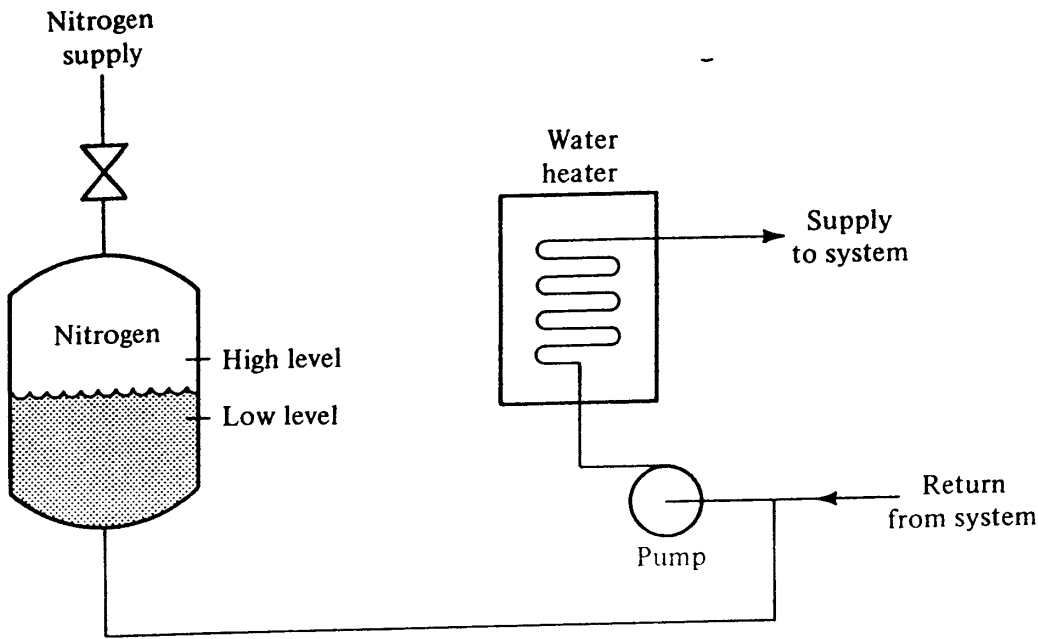 Nitrogen
supply
Water
heater
Supply
to system
Nitrogen
High level
Low level
Return
from system
Pump